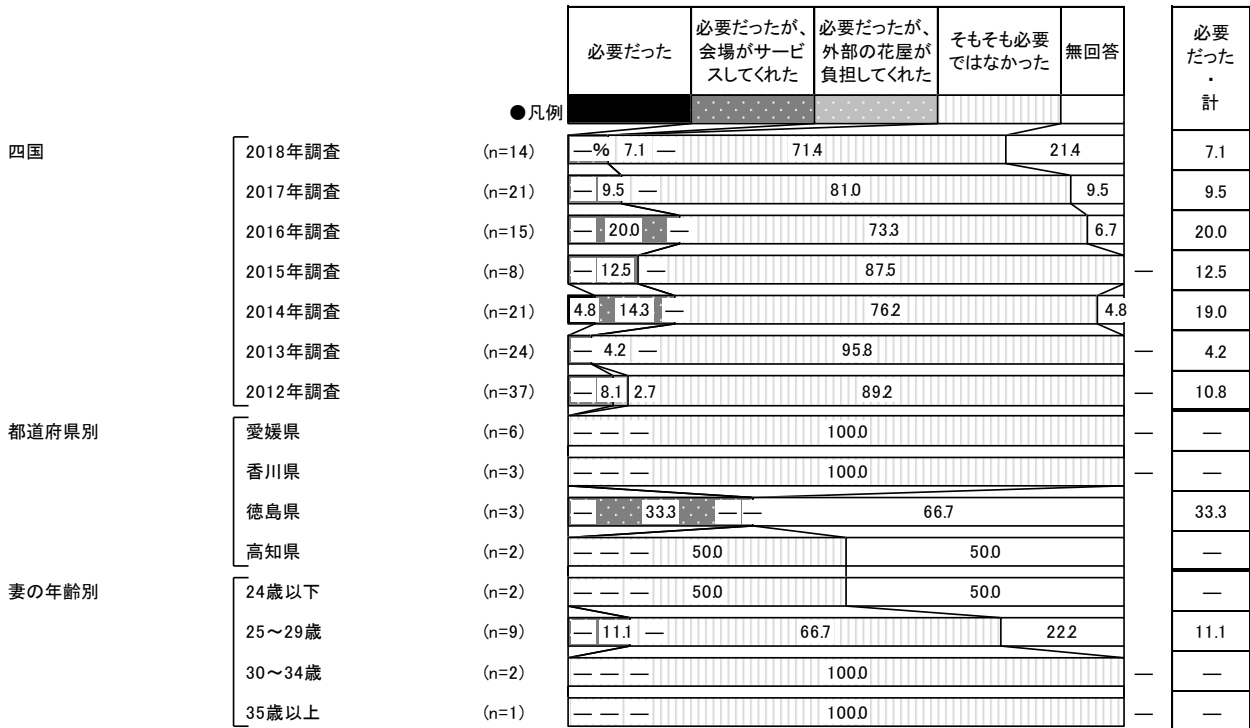 必要だった 必要だったが、会場がサービスしてくれた 必要だったが、外部の花屋が負担してくれた そもそも必要ではなかった 無回答 必要だった・計
●凡例
四国 2018年調査 (n=14) ―% 7.1 ― 71.4 21.4 7.1
2017年調査 (n=21) ― 9.5 ― 81.0 9.5 9.5
2016年調査 (n=15) ― 20.0 ― 73.3 6.7 20.0
2015年調査 (n=8) ― 12.5 ― 87.5 ― 12.5
2014年調査 (n=21) 4.8 14.3 ― 76.2 4.8 19.0
2013年調査 (n=24) ― 4.2 ― 95.8 ― 4.2
2012年調査 (n=37) ― 8.1 2.7 89.2 ― 10.8
都道府県別 愛媛県 (n=6) ― ― ― 100.0 ― ―
香川県 (n=3) ― ― ― 100.0 ― ―
徳島県 (n=3) ― 33.3 ― ― 66.7 33.3
高知県 (n=2) ― ― ― 50.0 50.0 ―
妻の年齢別 24歳以下 (n=2) ― ― ― 50.0 50.0 ―
25～29歳 (n=9) ― 11.1 ― 66.7 22.2 11.1
30～34歳 (n=2) ― ― ― 100.0 ― ―
35歳以上 (n=1) ― ― ― 100.0 ― ―